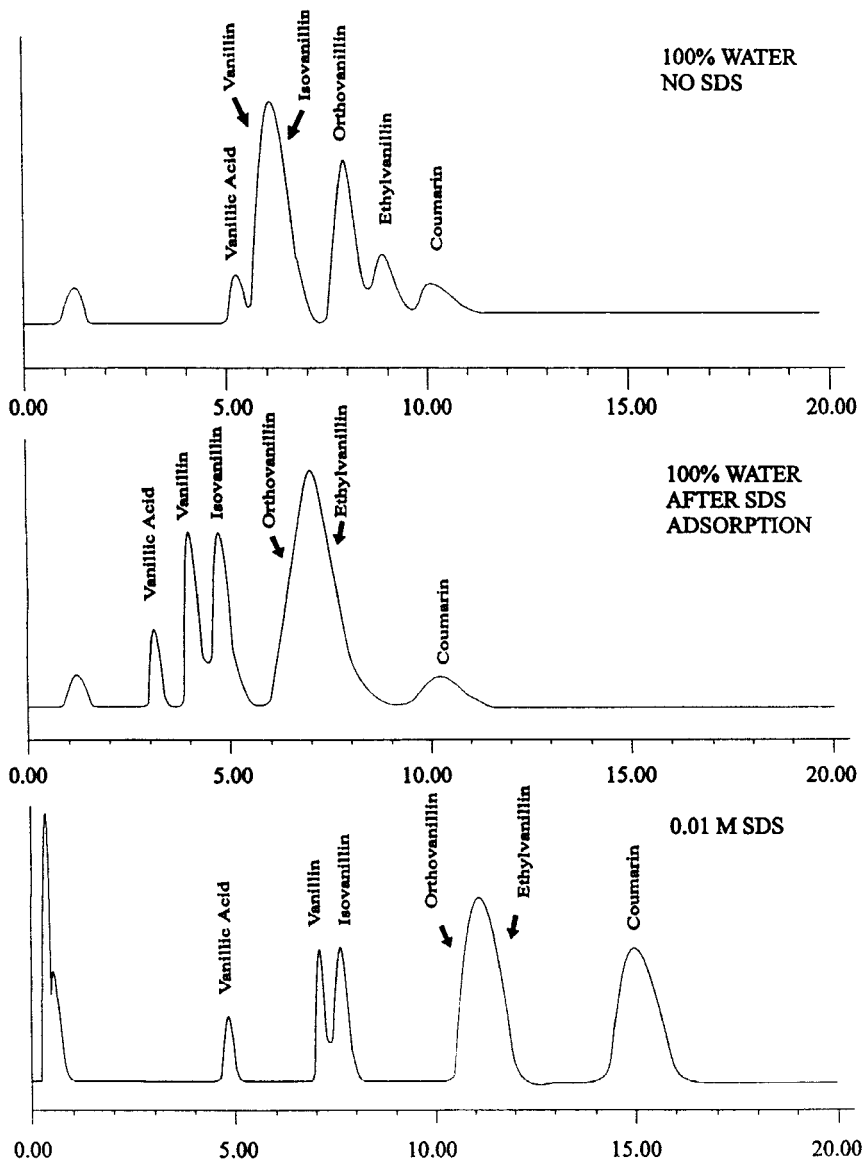 100% WATER
NO SDS
Vanillic Acid
Vanillin
Isovanillin
Orthovanillin
Ethylvanillin
Coumarin
0.00 5.00 10.00 15.00 20.00
100% WATER
AFTER SDS
ADSORPTION
Vanillic Acid
Vanillin
Isovanillin
Orthovanillin
Ethylvanillin
Coumarin
0.00 5.00 10.00 15.00 20.00
0.01 M SDS
Vanillic Acid
Vanillin
Isovanillin
Orthovanillin
Ethylvanillin
Coumarin
0.00 5.00 10.00 15.00 20.00